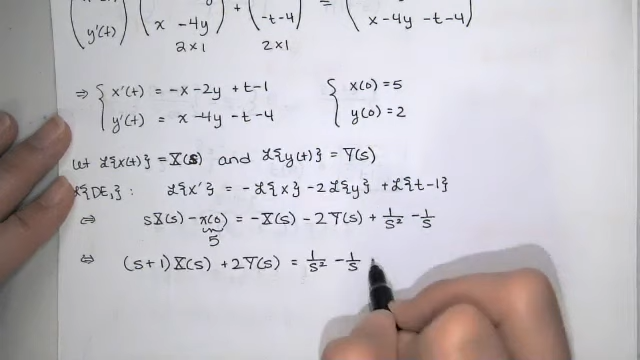 y'(t) x -4y + -t-4 = x -4y -t-4
2×1 2×1
⇒ { x'(t) = -x -2y + t-1 { x(0) = 5
y'(t) = x -4y -t-4 y(0) = 2
Let ℒ{x(t)} = X(s) and ℒ{y(t)} = Y(s)
ℒ{DE₁}: ℒ{x'} = -ℒ{x} -2ℒ{y} + ℒ{t-1}
⇔ sX(s) - x(0) = -X(s) - 2Y(s) + 1/s² - 1/s
5
⇔ (s+1)X(s) + 2Y(s) = 1/s² - 1/s